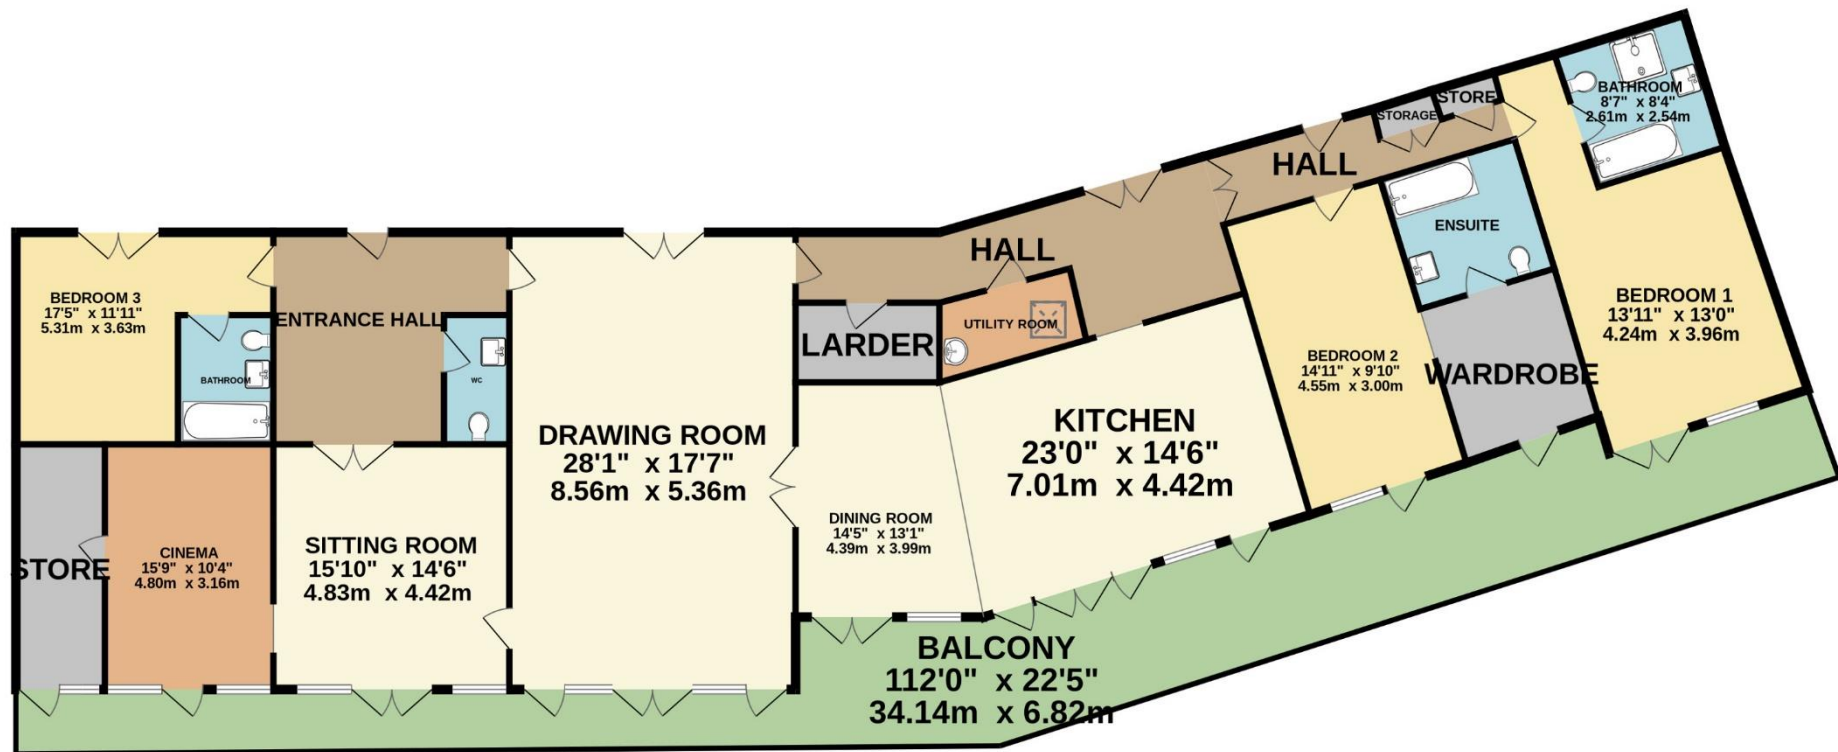 BEDROOM 3
17'5" x 11'11"
5.31m x 3.63m
BATHROOM
ENTRANCE HALL
WC
STORE
CINEMA
15'9" x 10'4"
4.80m x 3.16m
SITTING ROOM
15'10" x 14'6"
4.83m x 4.42m
DRAWING ROOM
28'1" x 17'7"
8.56m x 5.36m
HALL
LARDER
UTILITY ROOM
DINING ROOM
14'5" x 13'1"
4.39m x 3.99m
KITCHEN
23'0" x 14'6"
7.01m x 4.42m
HALL
STORAGE
STORE
BATHROOM
8'7" x 8'4"
2.61m x 2.54m
ENSUITE
BEDROOM 2
14'11" x 9'10"
4.55m x 3.00m
WARDROBE
BEDROOM 1
13'11" x 13'0"
4.24m x 3.96m
BALCONY
112'0" x 22'5"
34.14m x 6.82m